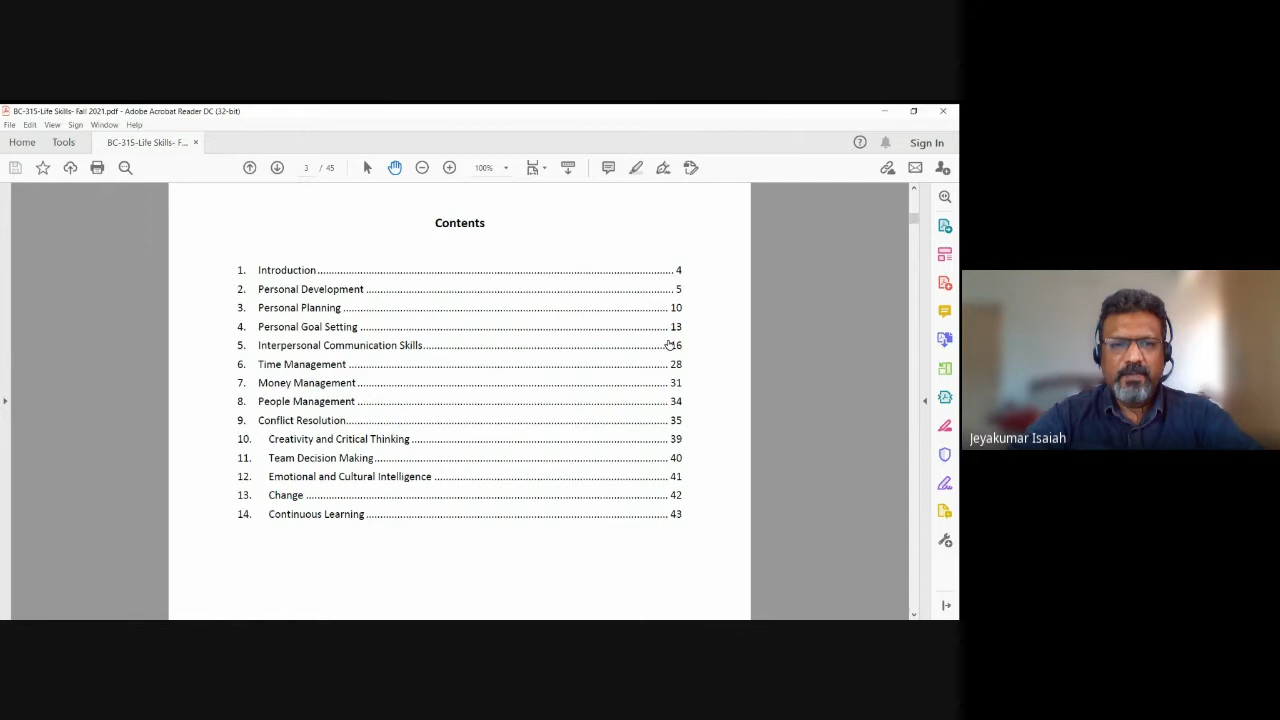 BC-315-Life Skills- Fall 2021.pdf - Adobe Acrobat Reader DC (32-bit)
File Edit View Sign Window Help
Home Tools BC-315-Life Skills- F... × Sign In
3 / 45 100%
Contents
1. Introduction 4
2. Personal Development 5
3. Personal Planning 10
4. Personal Goal Setting 13
5. Interpersonal Communication Skills 16
6. Time Management 28
7. Money Management 31
8. People Management 34
9. Conflict Resolution 35
10. Creativity and Critical Thinking 39
11. Team Decision Making 40
12. Emotional and Cultural Intelligence 41
13. Change 42
14. Continuous Learning 43
Jeyakumar Isaiah